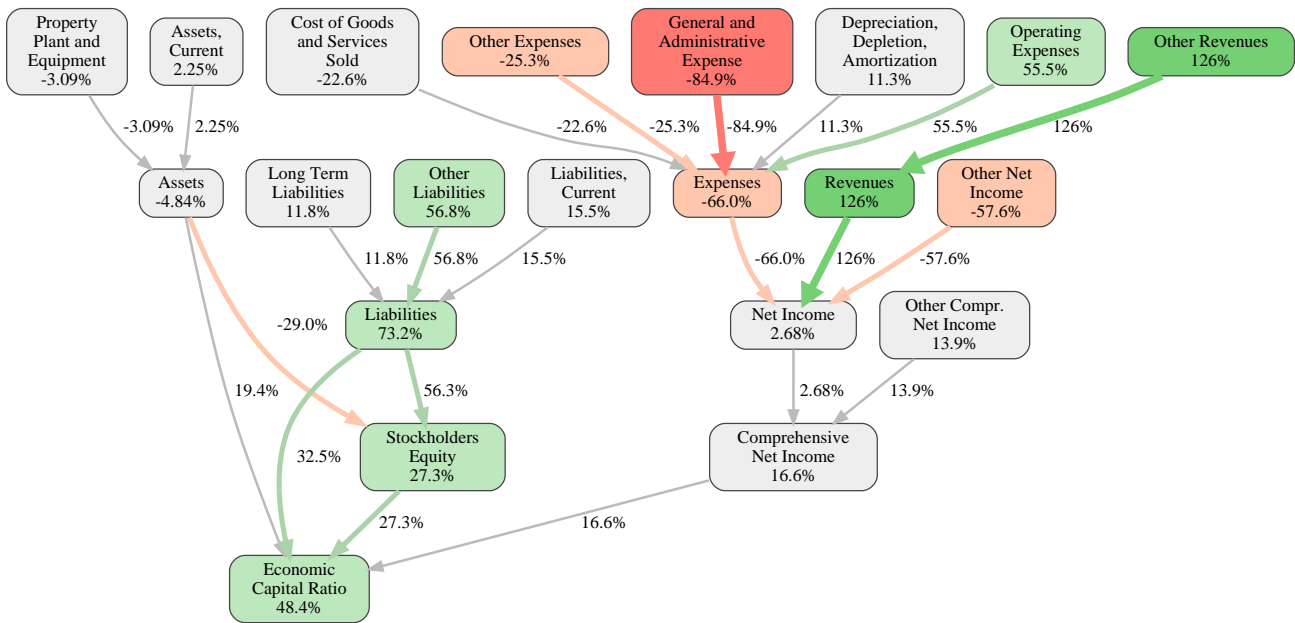 Property
Plant and
Equipment
-3.09%
Assets,
Current
2.25%
Cost of Goods
and Services
Sold
-22.6%
Other Expenses
-25.3%
General and
Administrative
Expense
-84.9%
Depreciation,
Depletion,
Amortization
11.3%
Operating
Expenses
55.5%
Other Revenues
126%
-3.09%
2.25%
-22.6%
-25.3%
-84.9%
11.3%
55.5%
126%
Assets
-4.84%
Long Term
Liabilities
11.8%
Other
Liabilities
56.8%
Liabilities,
Current
15.5%
Expenses
-66.0%
Revenues
126%
Other Net
Income
-57.6%
11.8%
56.8%
15.5%
-66.0%
126%
-57.6%
-29.0%
Liabilities
73.2%
Net Income
2.68%
Other Compr.
Net Income
13.9%
19.4%
56.3%
2.68%
13.9%
32.5%
Stockholders
Equity
27.3%
Comprehensive
Net Income
16.6%
27.3%
16.6%
Economic
Capital Ratio
48.4%